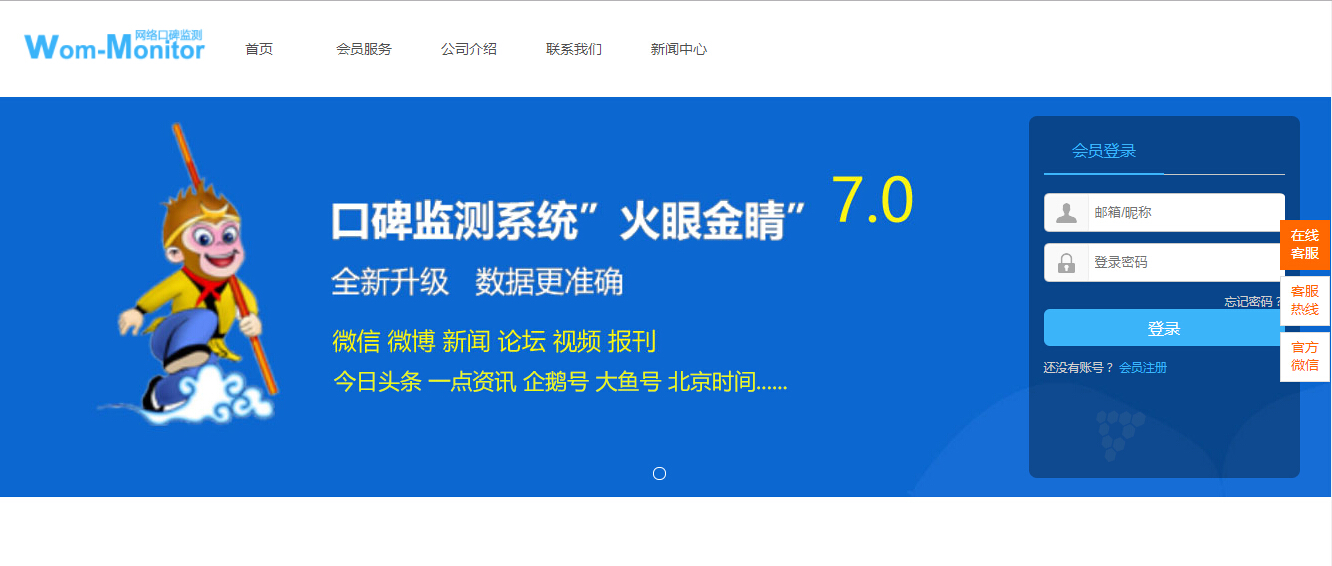 网络口碑监测
Wom-Monitor
首页 会员服务 公司介绍 联系我们 新闻中心
口碑监测系统”火眼金睛” 7.0
全新升级 数据更准确
微信 微博 新闻 论坛 视频 报刊
今日头条 一点资讯 企鹅号 大鱼号 北京时间......
会员登录
邮箱/昵称
登录密码
忘记密码?
登录
还没有账号? 会员注册
在线
客服
客服
热线
官方
微信